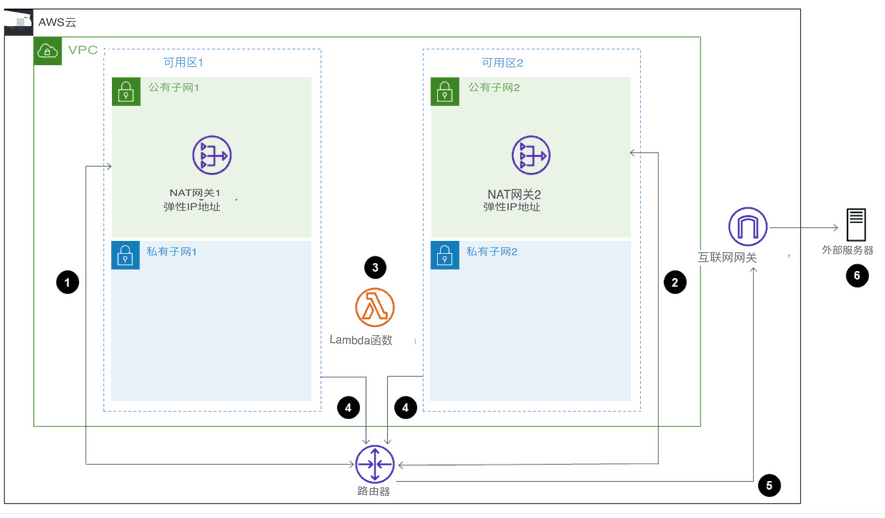 AWS云
VPC
可用区1
可用区2
公有子网1
公有子网2
NAT网关1
弹性IP地址
NAT网关2
弹性IP地址
私有子网1
私有子网2
互联网网关
外部服务器
1
3
2
6
Lambda函数
4
4
路由器
5